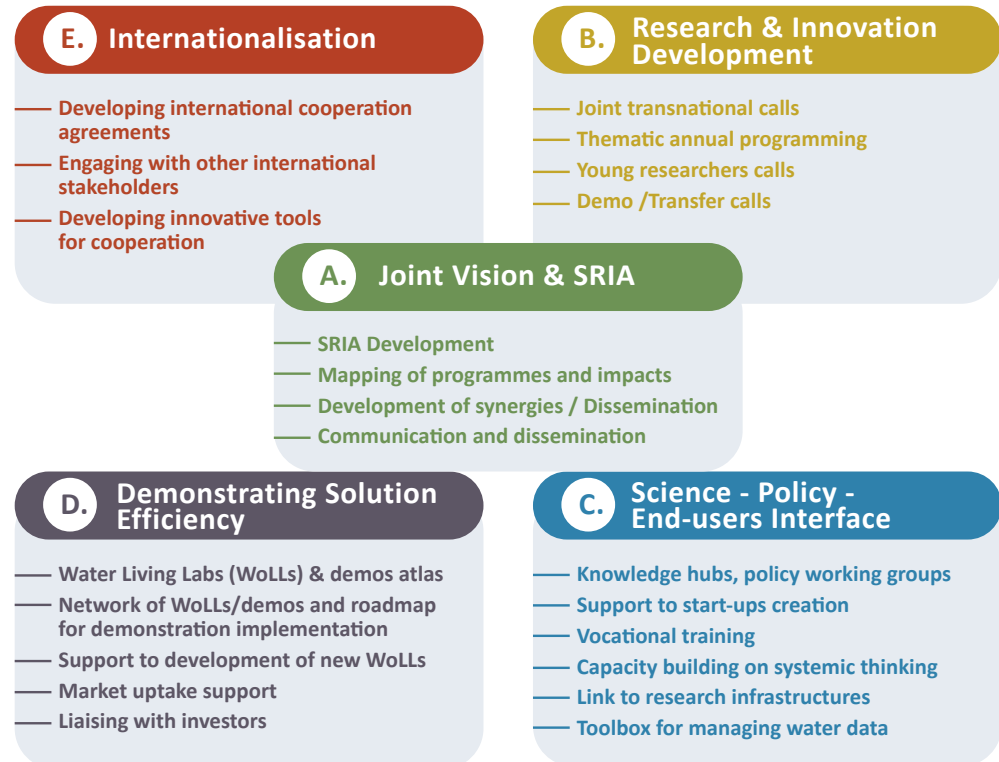 E. Internationalisation
Developing international cooperation
agreements
Engaging with other international
stakeholders
Developing innovative tools
for cooperation
B. Research & Innovation
Development
Joint transnational calls
Thematic annual programming
Young researchers calls
Demo /Transfer calls
A. Joint Vision & SRIA
SRIA Development
Mapping of programmes and impacts
Development of synergies / Dissemination
Communication and dissemination
D. Demonstrating Solution
Efficiency
Water Living Labs (WoLLs) & demos atlas
Network of WoLLs/demos and roadmap
for demonstration implementation
Support to development of new WoLLs
Market uptake support
Liaising with investors
C. Science - Policy -
End-users Interface
Knowledge hubs, policy working groups
Support to start-ups creation
Vocational training
Capacity building on systemic thinking
Link to research infrastructures
Toolbox for managing water data